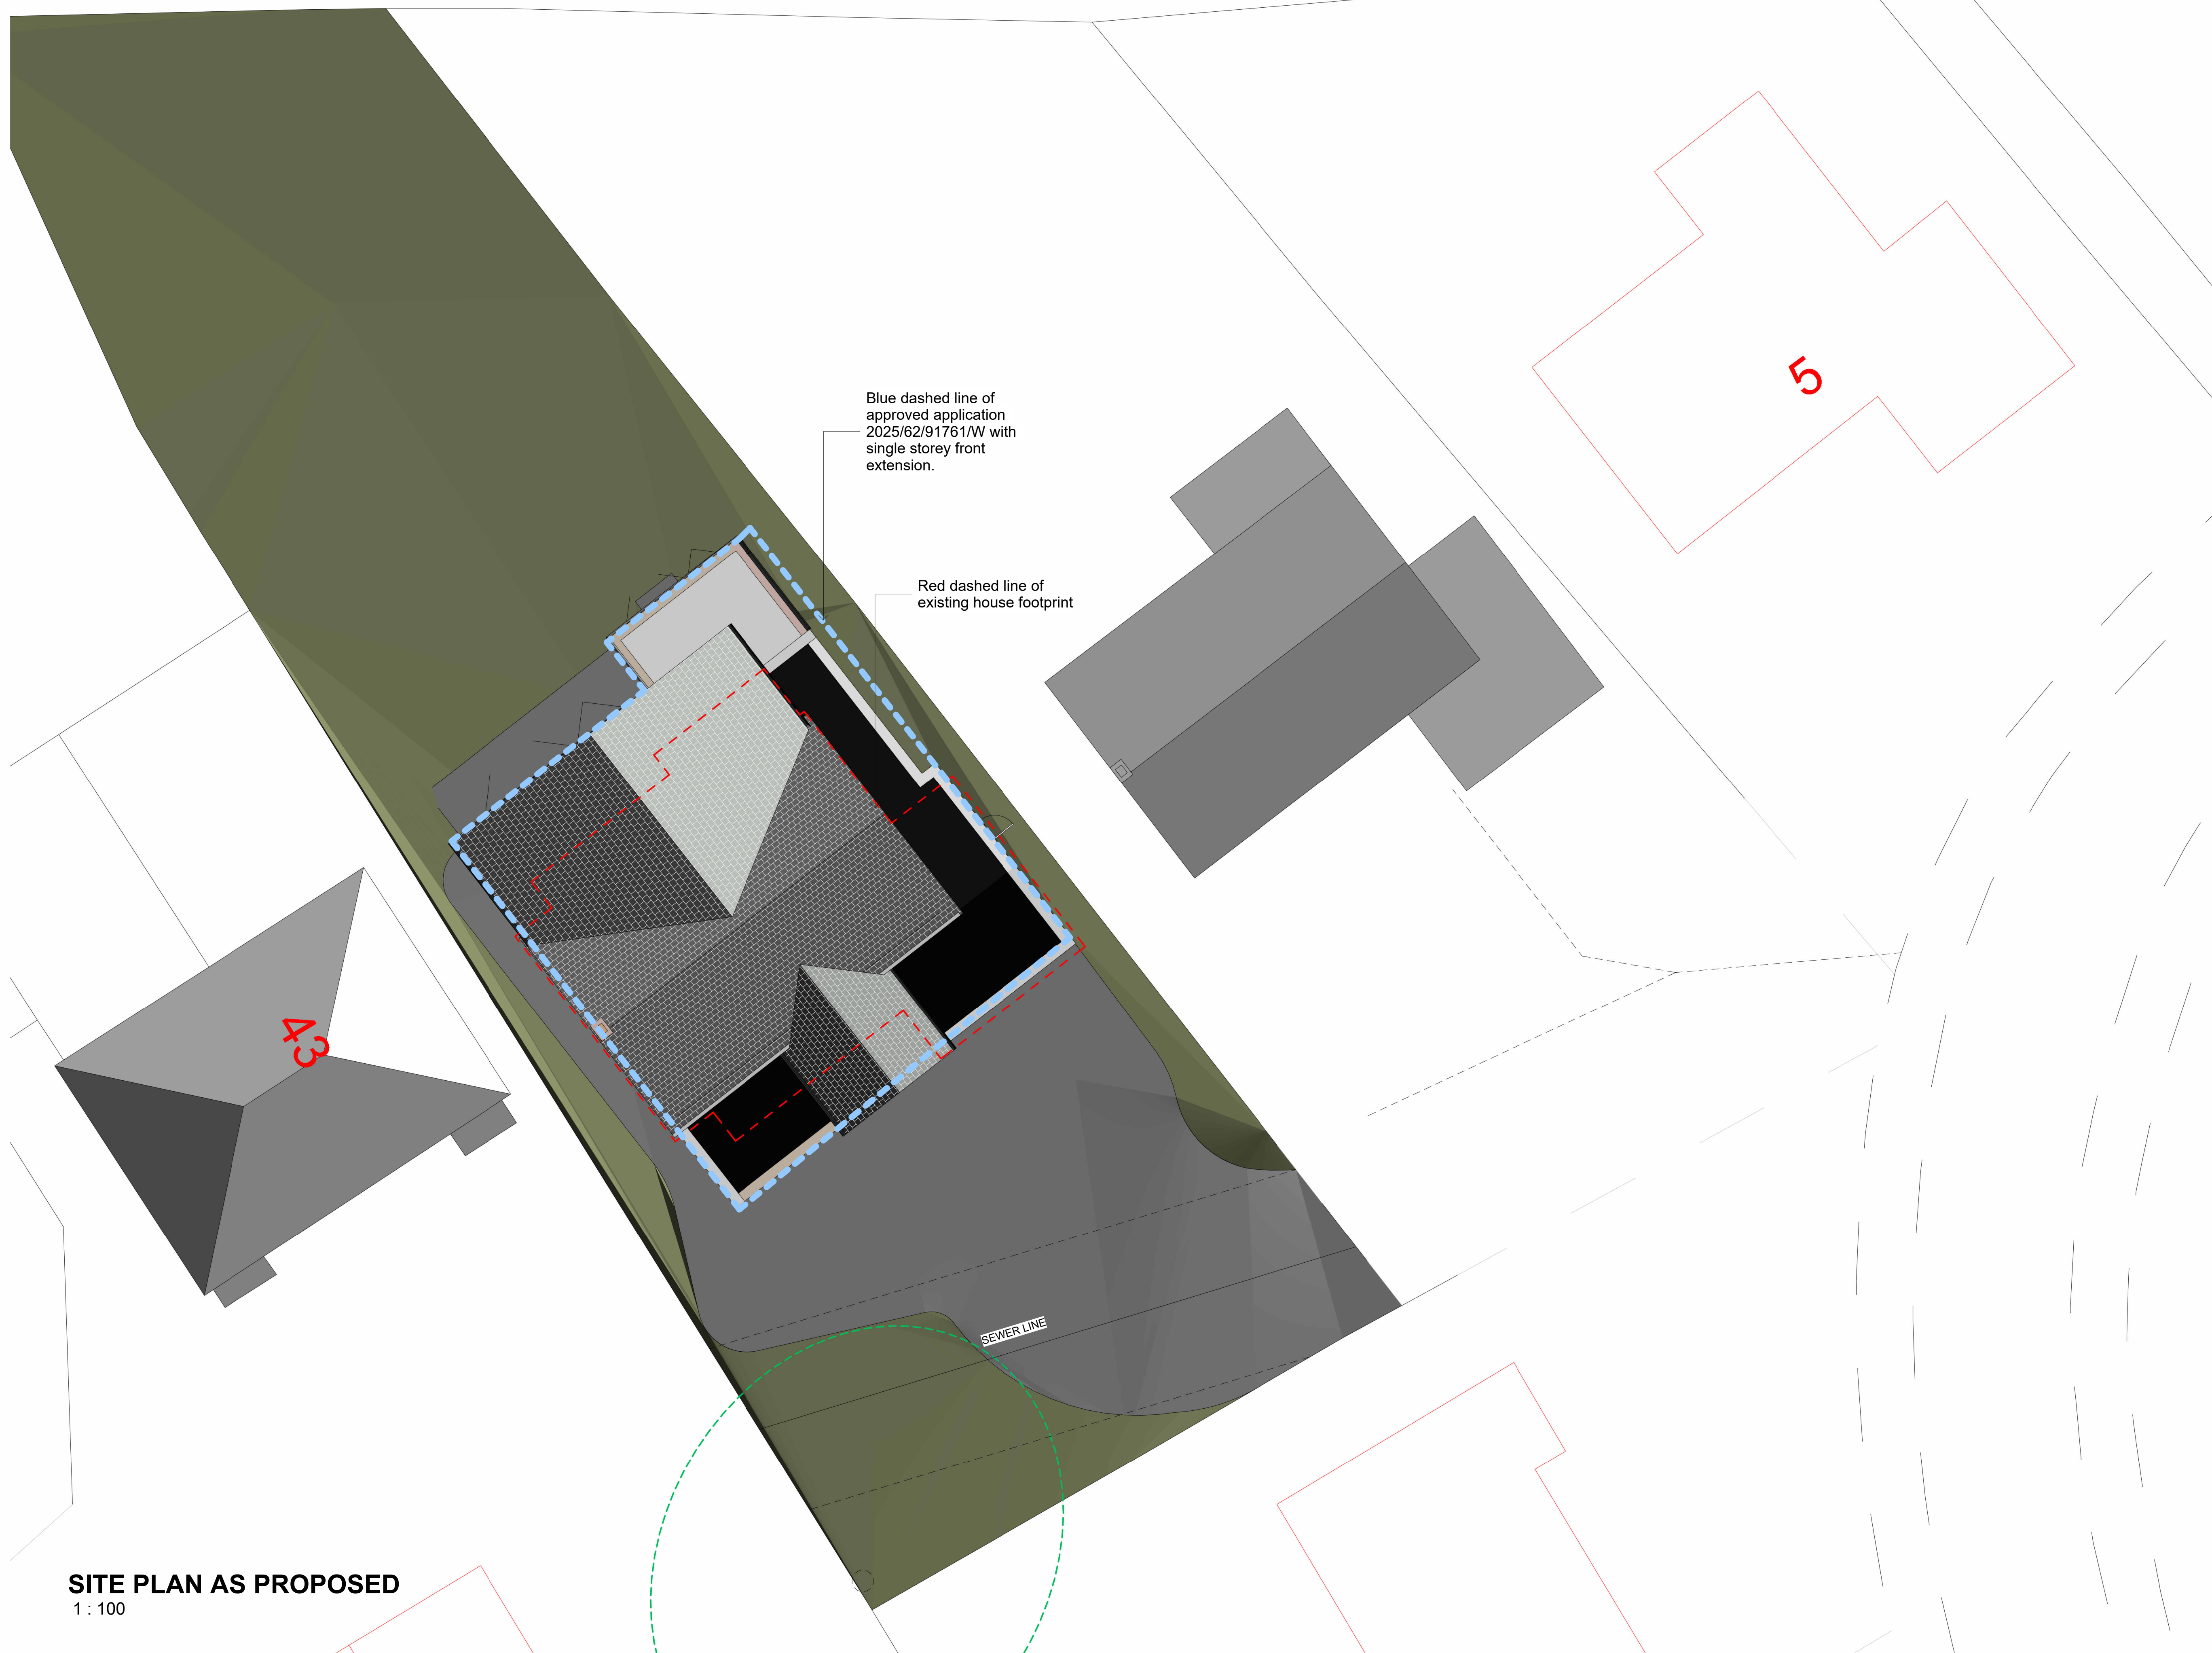 5
Blue dashed line of
approved application
2025/62/91761/W with
single storey front
extension.
Red dashed line of
existing house footprint
43
SEWER LINE
SITE PLAN AS PROPOSED
1 : 100